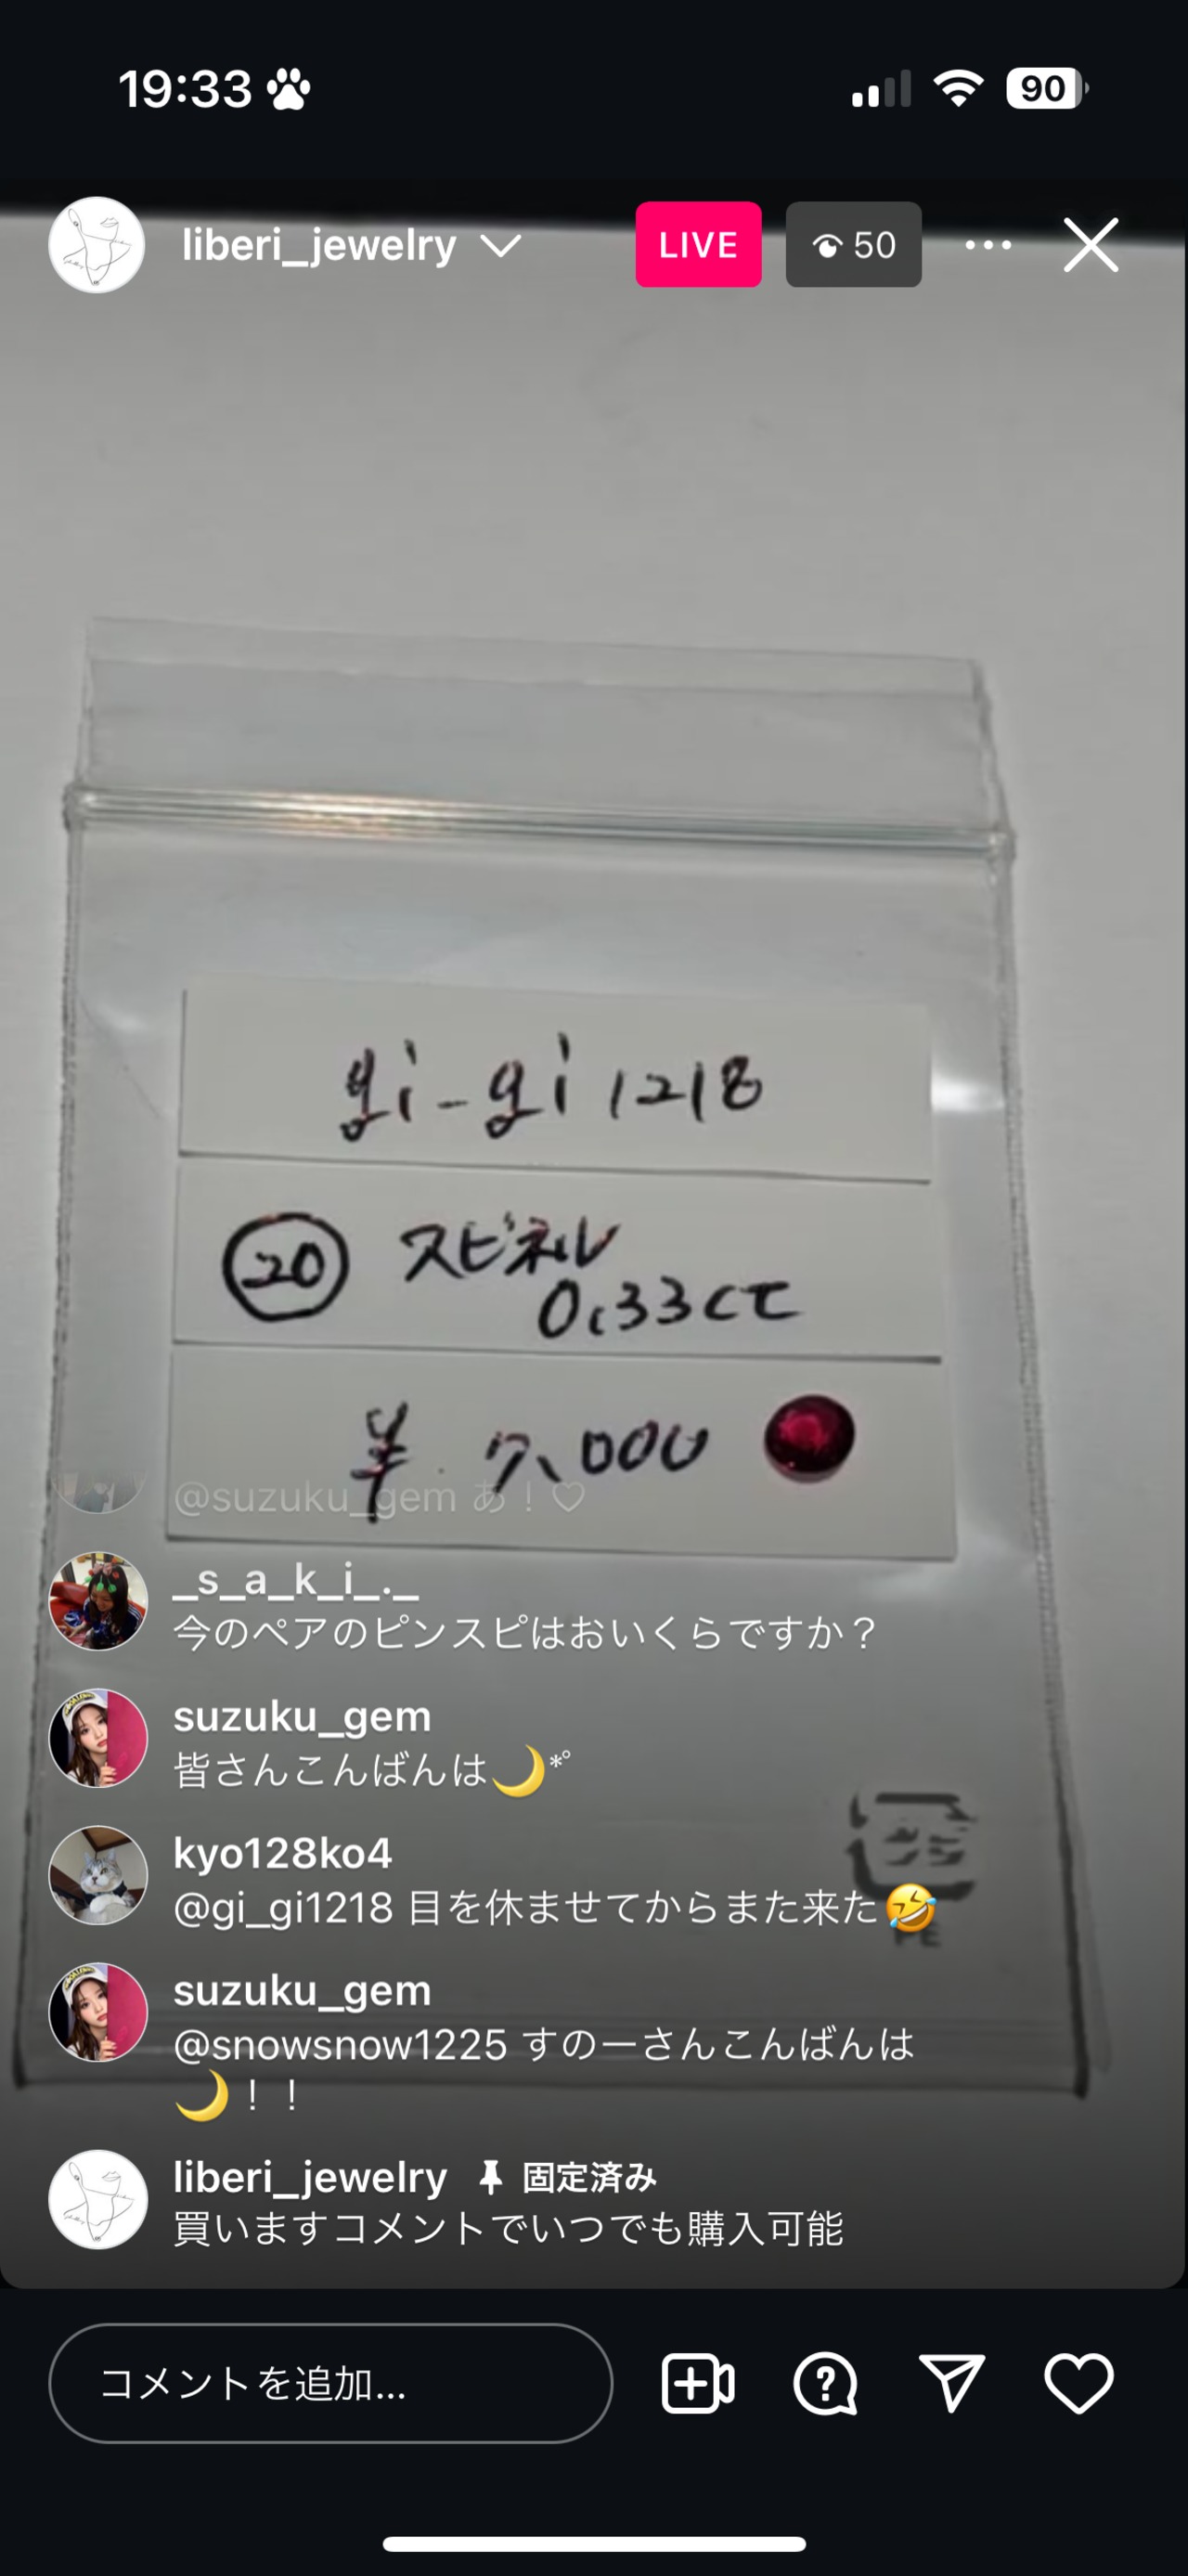 19:33
90
liberi_jewelry
LIVE
50
gi-gi 1218
20 スピネル
0.33ct
¥ 7,000
@suzuku_gem あ！♡
_s_a_k_i_._
今のペアのピンスピはおいくらですか？
suzuku_gem
皆さんこんばんは🌙*°
kyo128ko4
@gi_gi1218 目を休ませてからまた来た🤣
PE
suzuku_gem
@snowsnow1225 すのーさんこんばんは
🌙！！
liberi_jewelry 固定済み
買いますコメントでいつでも購入可能
コメントを追加...